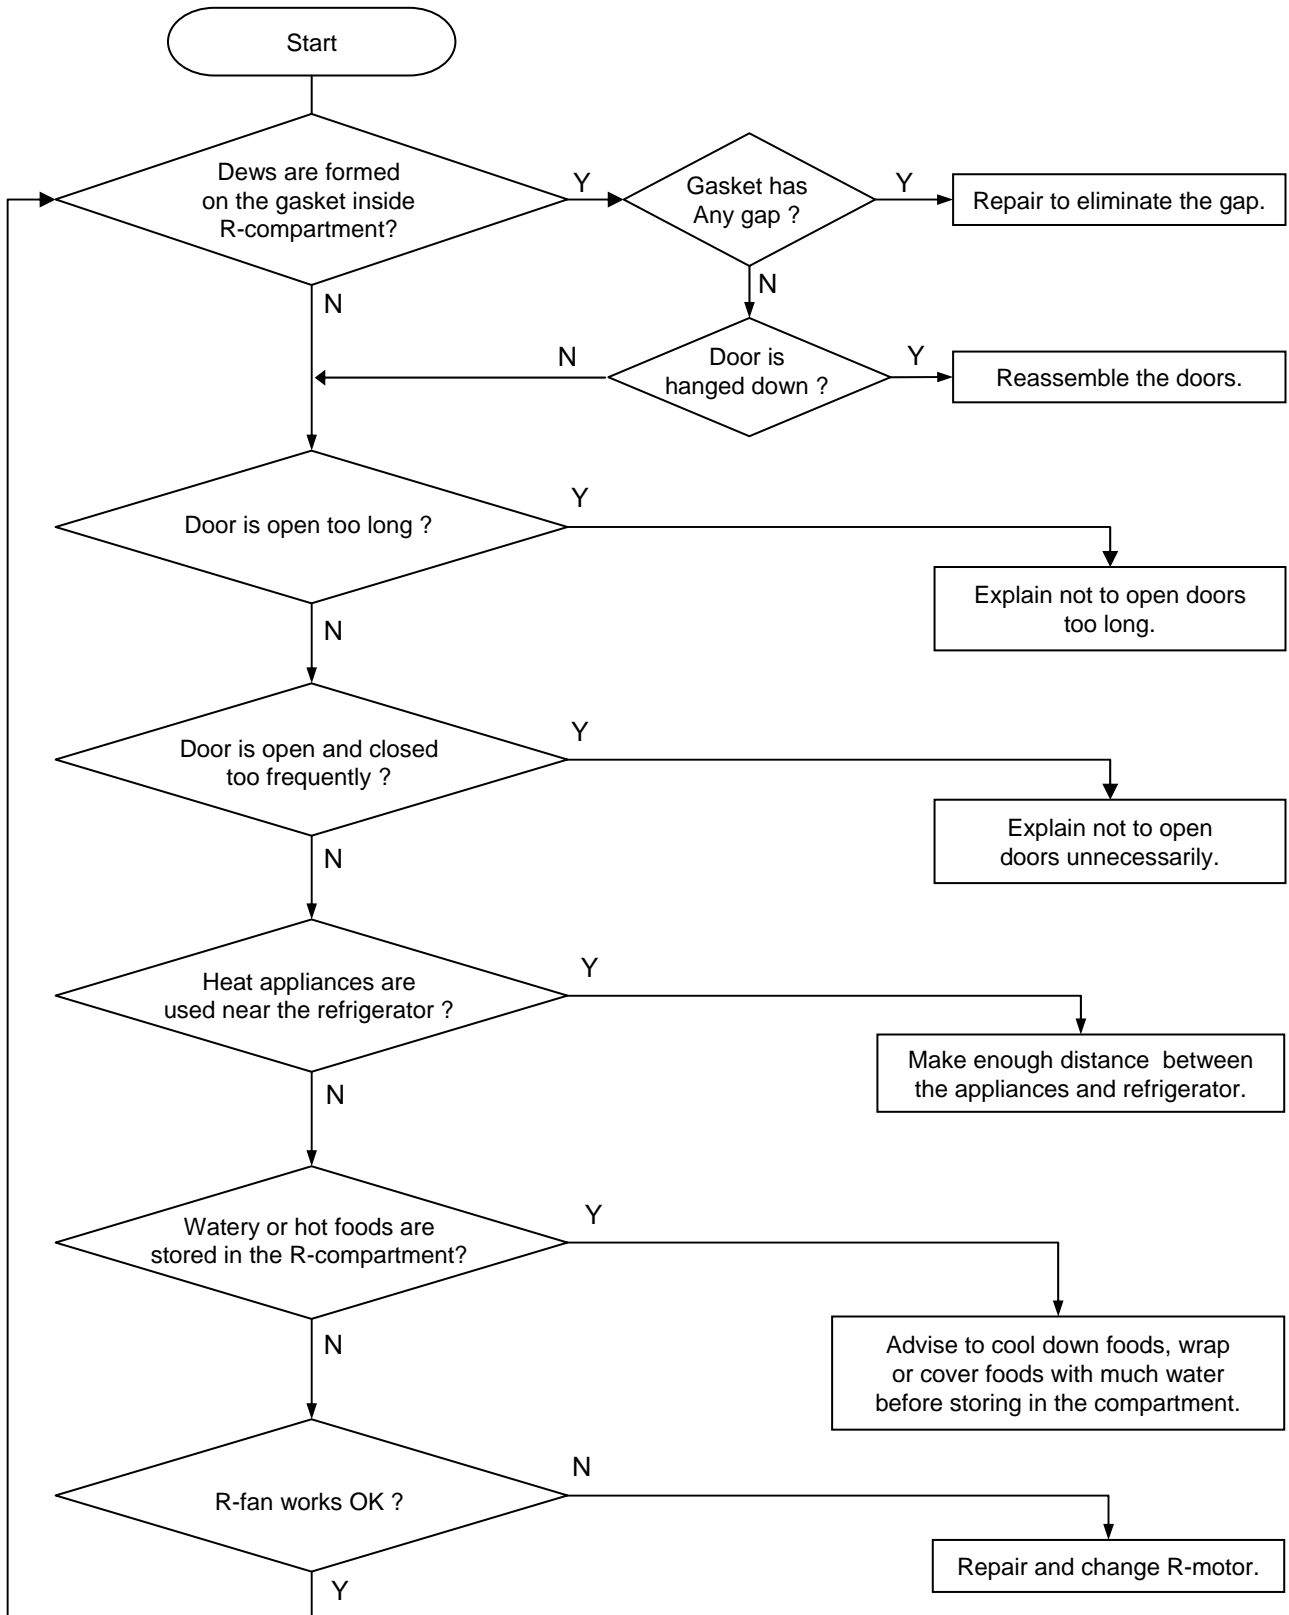 Start
Dews are formed
on the gasket inside
R-compartment?
Y
Gasket has
Any gap ?
Y
Repair to eliminate the gap.
N
N
Door is
hanged down ?
N
Y
Reassemble the doors.
Door is open too long ?
Y
Explain not to open doors
too long.
N
Door is open and closed
too frequently ?
Y
Explain not to open
doors unnecessarily.
N
Heat appliances are
used near the refrigerator ?
Y
Make enough distance  between
the appliances and refrigerator.
N
Watery or hot foods are
stored in the R-compartment?
Y
Advise to cool down foods, wrap
or cover foods with much water
before storing in the compartment.
N
R-fan works OK ?
N
Repair and change R-motor.
Y